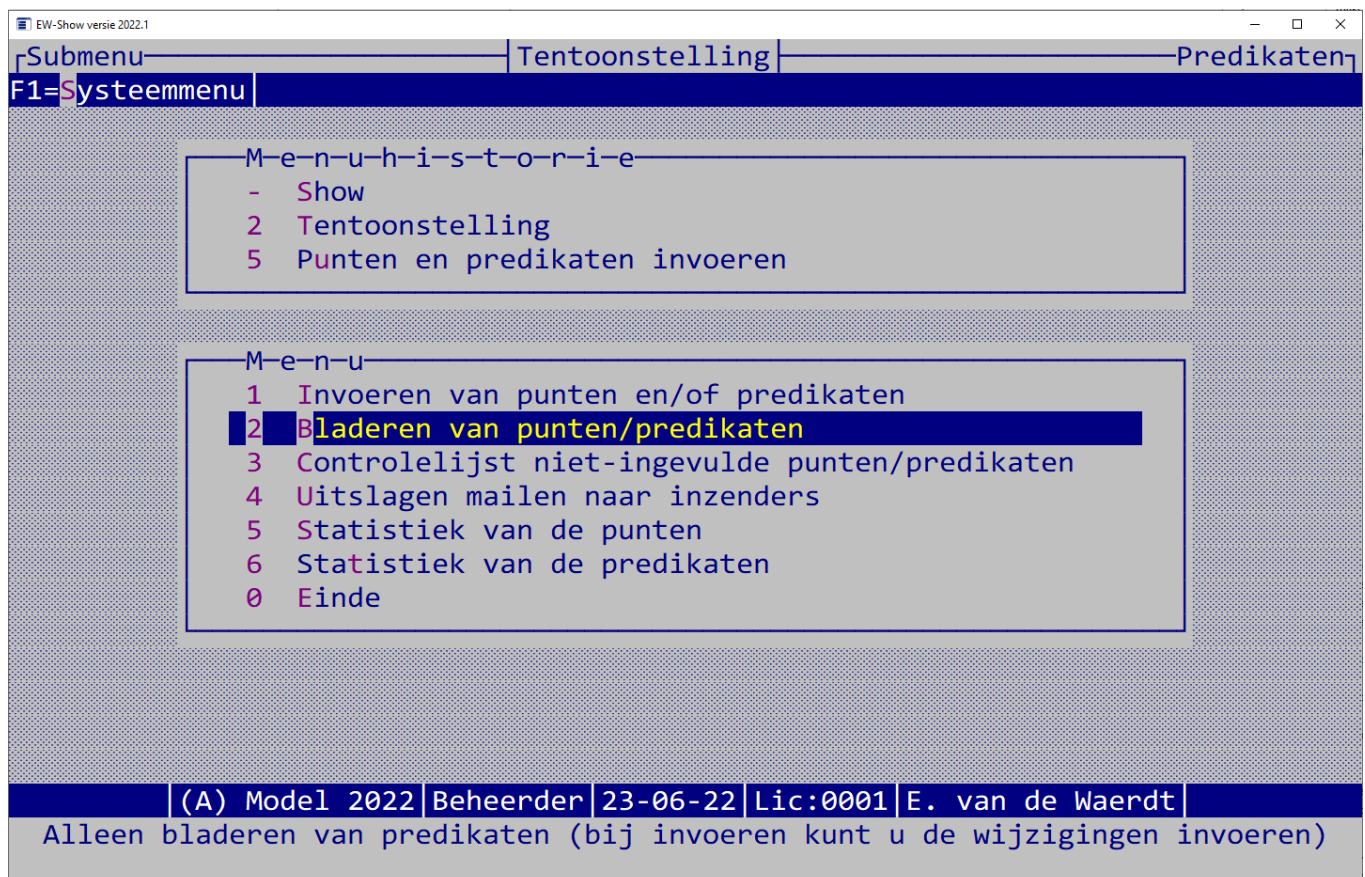 EW-Show versie 2022.1
Submenu Tentoonstelling Predikaten
F1=Systeemmenu
Menuhistorie
- Show
2 Tentoonstelling
5 Punten en predikaten invoeren
Menu
1 Invoeren van punten en/of predikaten
2 Bladeren van punten/predikaten
3 Controlelijst niet-ingevulde punten/predikaten
4 Uitslagen mailen naar inzenders
5 Statistiek van de punten
6 Statistiek van de predikaten
0 Einde
(A) Model 2022 Beheerder 23-06-22 Lic:0001 E. van de Waerdt
Alleen bladeren van predikaten (bij invoeren kunt u de wijzigingen invoeren)